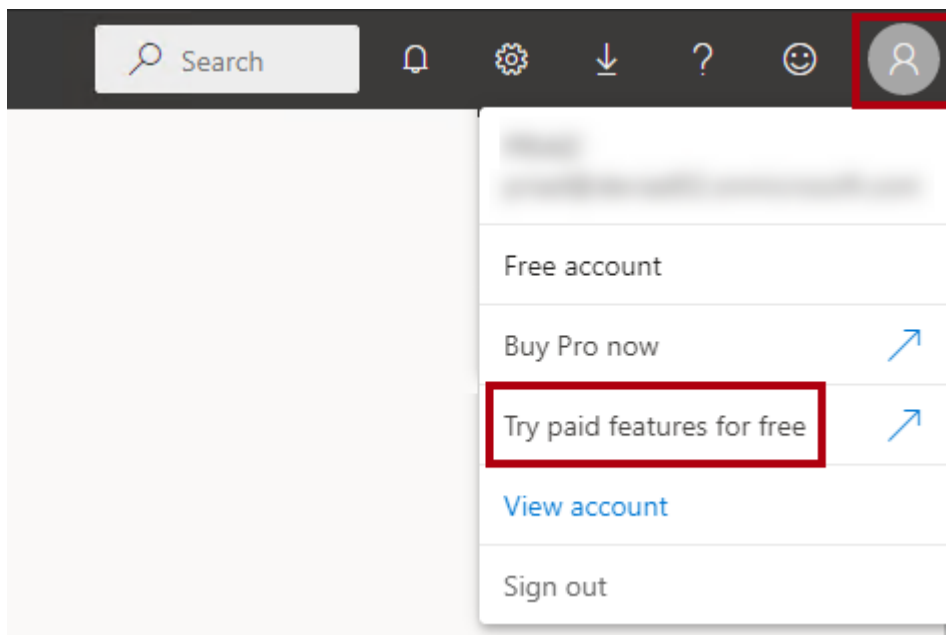 Search
Free account
Buy Pro now
Try paid features for free
View account
Sign out